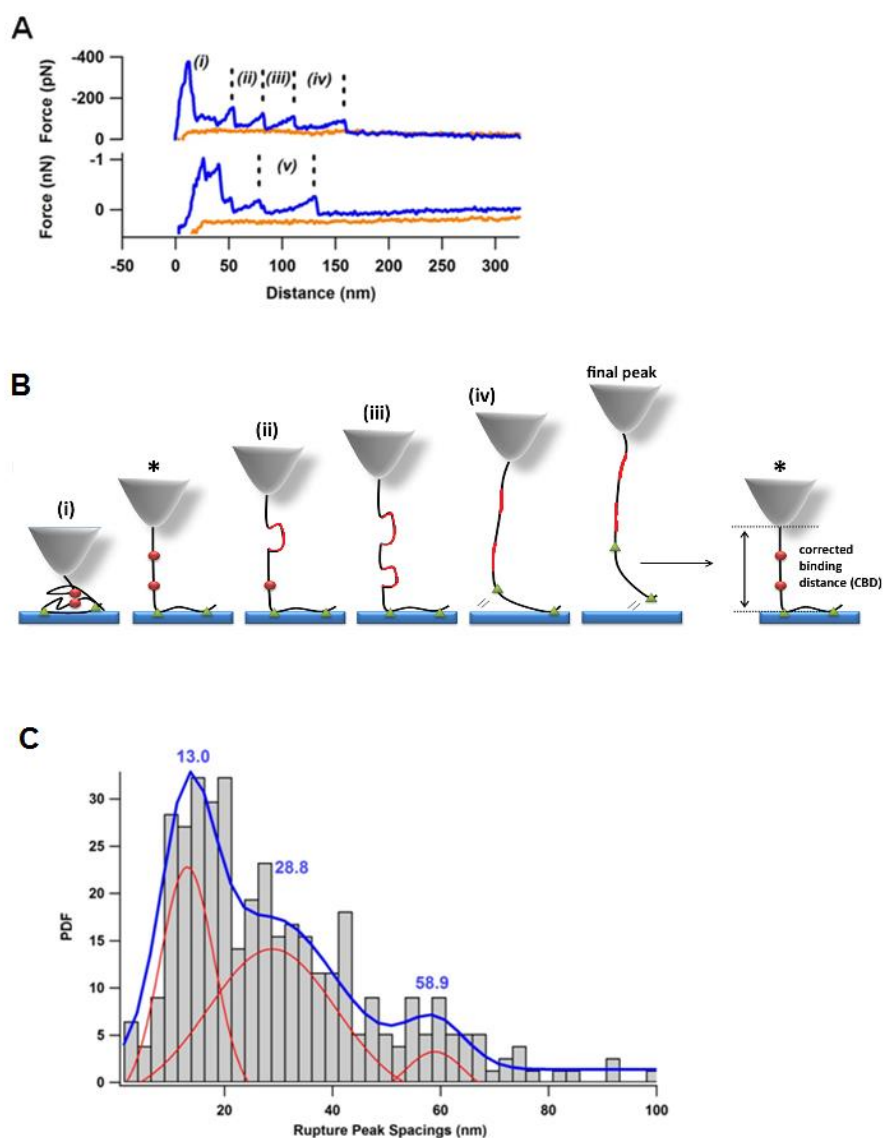 A
(i)
(ii)
(iii)
(iv)
Force (pN)
-400
-200
0
Force (nN)
-1
0
(v)
-50 0 50 100 150 200 250 300
Distance (nm)
B
(i)
*
(ii)
(iii)
(iv)
final peak
*
corrected
binding
distance (CBD)
C
13.0
28.8
58.9
PDF
30
25
20
15
10
5
0
20 40 60 80 100
Rupture Peak Spacings (nm)